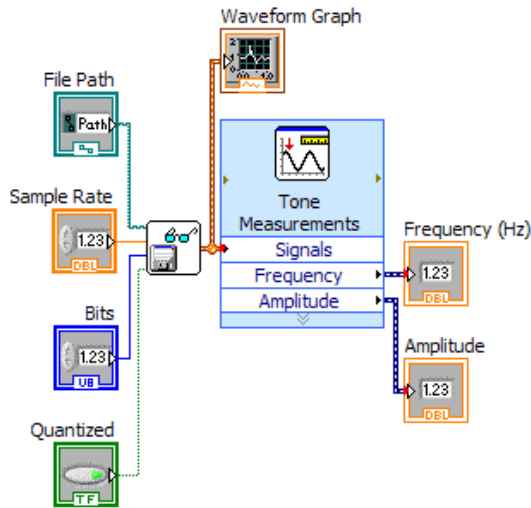 Waveform Graph
File Path
Path
Sample Rate
1.23
DBL
Bits
1.23
U8
Quantized
TF
Tone
Measurements
Signals
Frequency
Amplitude
Frequency (Hz)
1.23
DBL
Amplitude
1.23
DBL